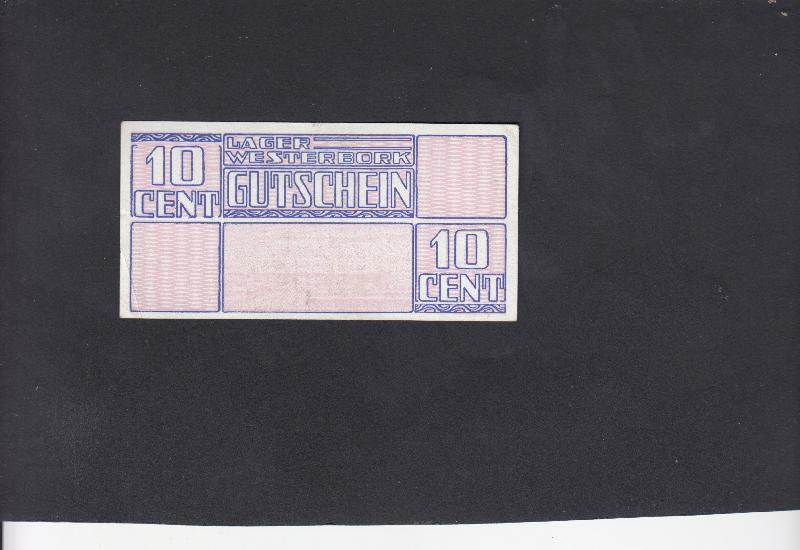 10
CENT
LAGER
WESTERBORK
GUTSCHEIN
10
CENT